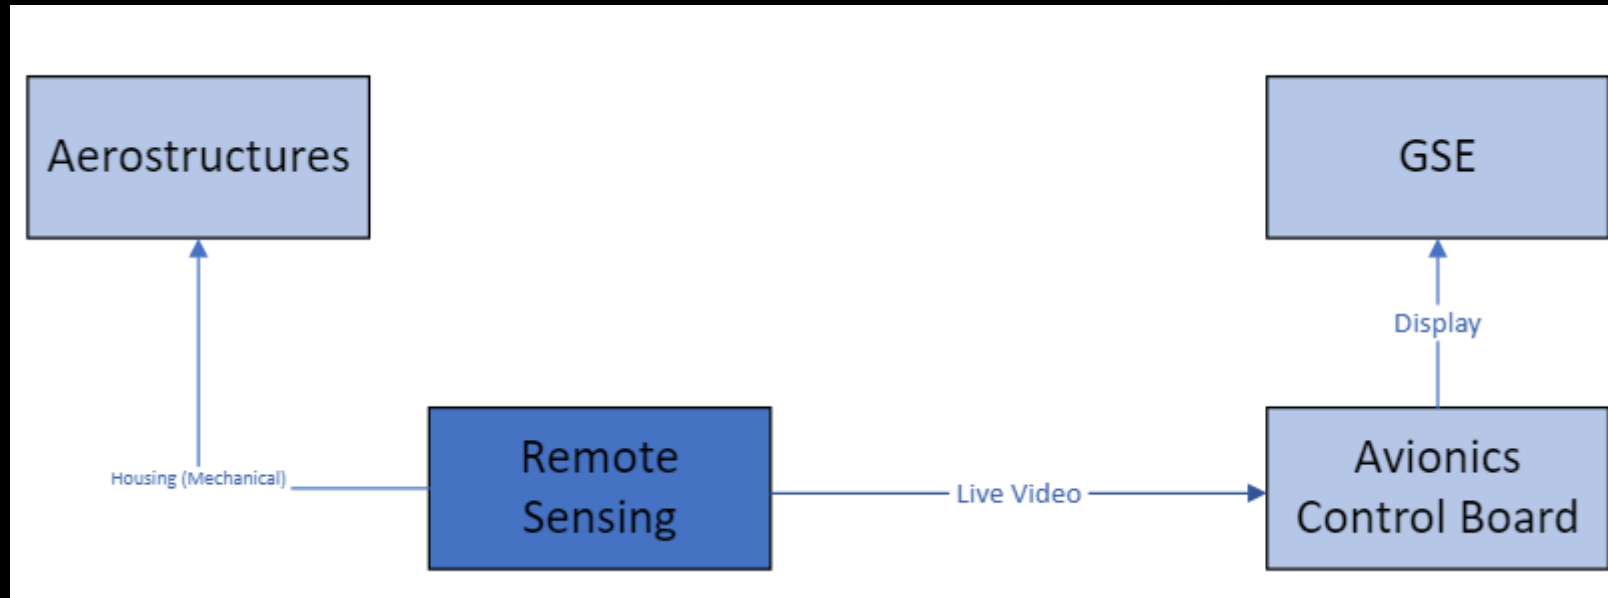 Aerostructures
GSE
Display
Housing (Mechanical)
Remote
Sensing
Live Video
Avionics
Control Board